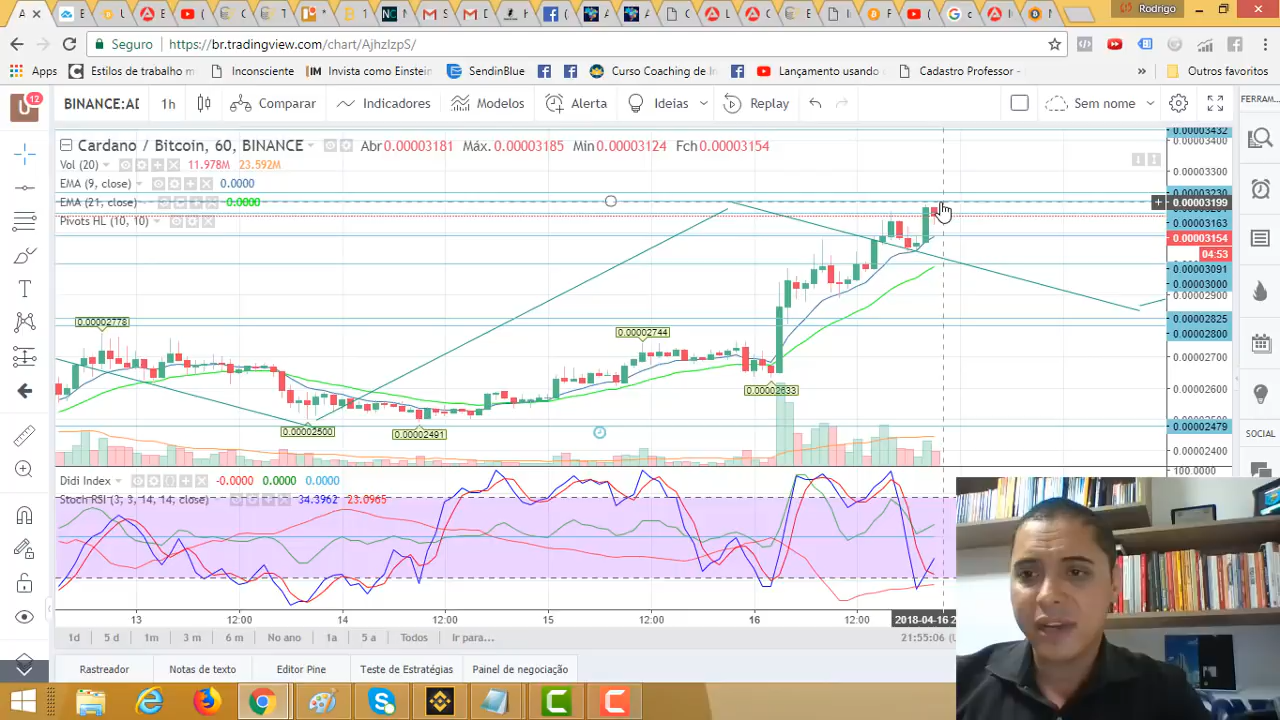 Rodrigo
Seguro
https://br.tradingview.com/chart/AjhzIzpS/
Apps
Estilos de trabalho m
Inconsciente
IM Invista como Einstein
SendinBlue
Curso Coaching de In
Lançamento usando
Cadastro Professor -
»
Outros favoritos
12
BINANCE:AD
1h
Comparar
Indicadores
Modelos
Alerta
Ideias
Replay
Sem nome
FERRAM
Cardano / Bitcoin, 60, BINANCE
Abr 0.00003181 Máx. 0.00003185 Min 0.00003124 Fch 0.00003154
Vol (20)
11.978M 23.592M
EMA (9, close)
0.0000
EMA (21, close)
0.0000
Pivots HL (10, 10)
0.00003432
0.00003400
0.00003300
0.00003230
0.00003199
0.00003163
0.00003154
04:53
0.00003091
0.00003000
0.00002900
0.00002825
0.00002800
0.00002700
0.00002600
0.00002479
0.00002400
0.00002778
0.00002744
0.00002633
0.00002500
0.00002491
SOCIAL
Didi Index
-0.0000 0.0000 0.0000
100.0000
Stoch RSI (3, 3, 14, 14, close)
34.3962 23.0965
13
12:00
14
12:00
15
12:00
16
12:00
2018-04-16 2
1d
5 d
1m
3 m
6 m
No ano
1a
5 a
Todos
Ir para...
21:55:06 (U
Rastreador
Notas de texto
Editor Pine
Teste de Estratégias
Painel de negociação